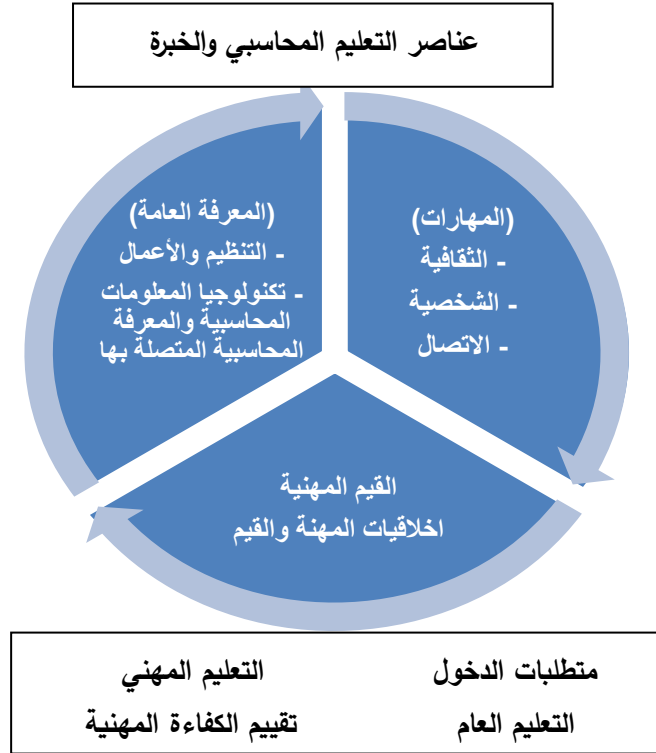 عناصر التعليم المحاسبي والخبرة
(المهارات)
- الثقافية
- الشخصية
- الاتصال
(المعرفة العامة)
- التنظيم والأعمال
- تكنولوجيا المعلومات
المحاسبية والمعرفة
المحاسبية المتصلة بها
القيم المهنية
اخلاقيات المهنة والقيم
متطلبات الدخول التعليم المهني
التعليم العام تقييم الكفاءة المهنية